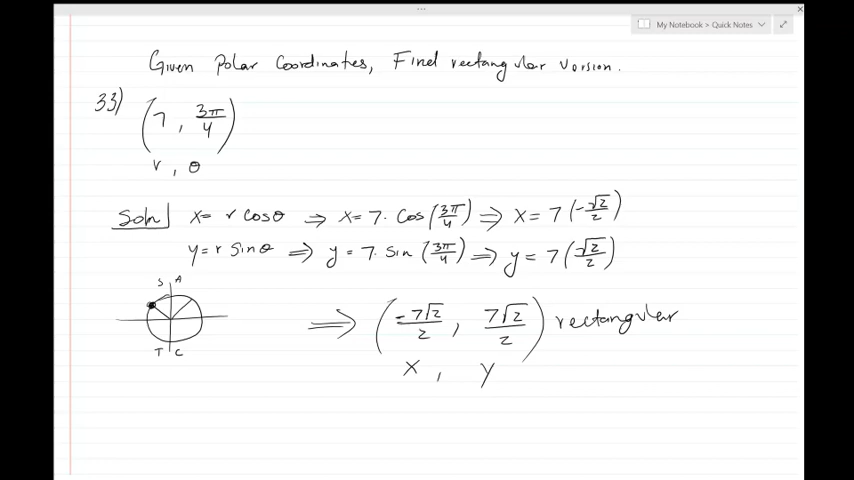 My Notebook > Quick Notes
Given Polar Coordinates, Find rectangular version.
33) (7, 3π/4)
r, θ
Soln x = r cosθ ⇒ x = 7 · cos(3π/4) ⇒ x = 7(-√2/2)
y = r sinθ ⇒ y = 7 · sin(3π/4) ⇒ y = 7(√2/2)
S A
T C
⇒ (-7√2/2, 7√2/2) rectangular
x, y